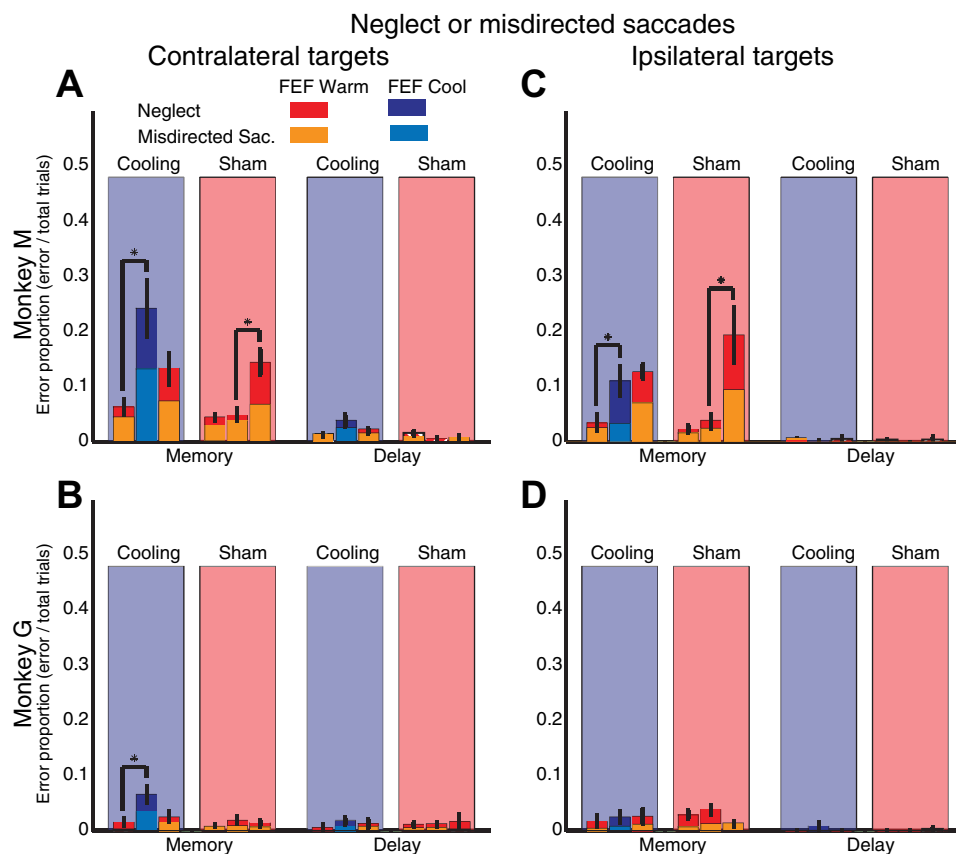 Neglect or misdirected saccades
Contralateral targets
Ipsilateral targets
A
FEF Warm
FEF Cool
Neglect
Misdirected Sac.
Monkey M
Error proportion (error / total trials)
0.5
0.4
0.3
0.2
0.1
0
Cooling
Sham
Cooling
Sham
*
*
Memory
Delay
C
0.5
0.4
0.3
0.2
0.1
0
Cooling
Sham
Cooling
Sham
*
*
Memory
Delay
B
Monkey G
Error proportion (error / total trials)
0.5
0.4
0.3
0.2
0.1
0
Cooling
Sham
Cooling
Sham
*
Memory
Delay
D
0.5
0.4
0.3
0.2
0.1
0
Cooling
Sham
Cooling
Sham
Memory
Delay